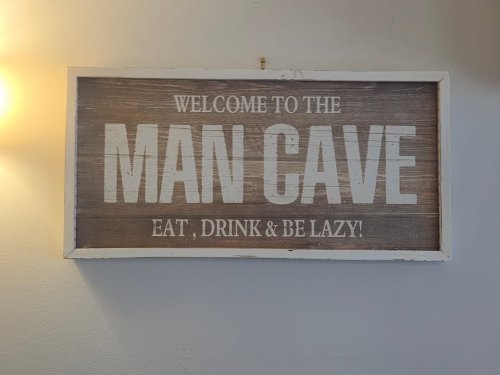 WELCOME TO THE
MAN CAVE
EAT , DRINK & BE LAZY!